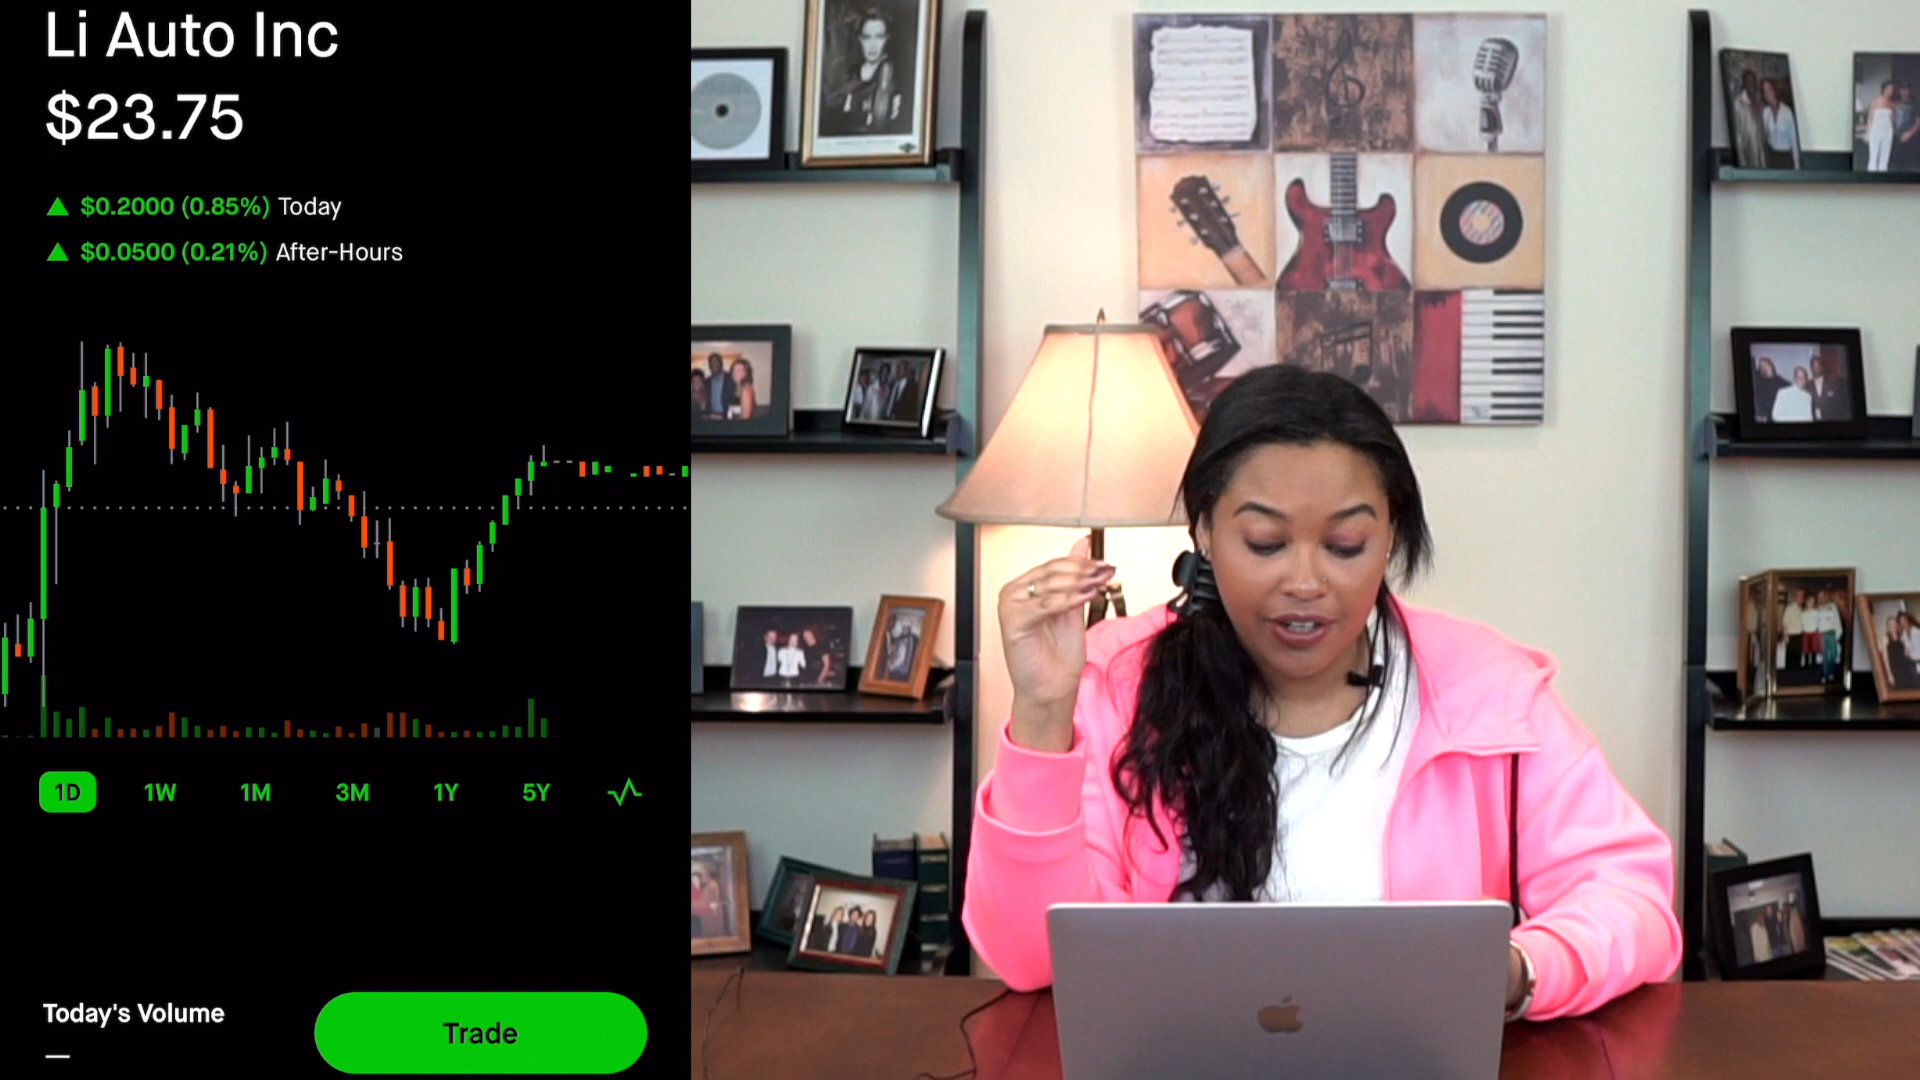 Li Auto Inc
$23.75
▲ $0.2000 (0.85%) Today
▲ $0.0500 (0.21%) After-Hours
1D 1W 1M 3M 1Y 5Y
Today's Volume
—
Trade